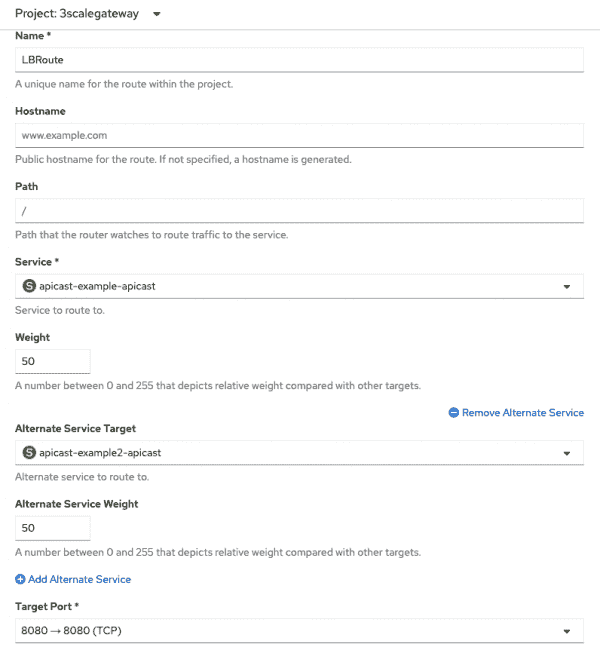 Project: 3scalegateway
Name *
LBRoute
A unique name for the route within the project.
Hostname
www.example.com
Public hostname for the route. If not specified, a hostname is generated.
Path
/
Path that the router watches to route traffic to the service.
Service *
S apicast-example-apicast
Service to route to.
Weight
50
A number between 0 and 255 that depicts relative weight compared with other targets.
Remove Alternate Service
Alternate Service Target
S apicast-example2-apicast
Alternate service to route to.
Alternate Service Weight
50
A number between 0 and 255 that depicts relative weight compared with other targets.
Add Alternate Service
Target Port *
8080 → 8080 (TCP)